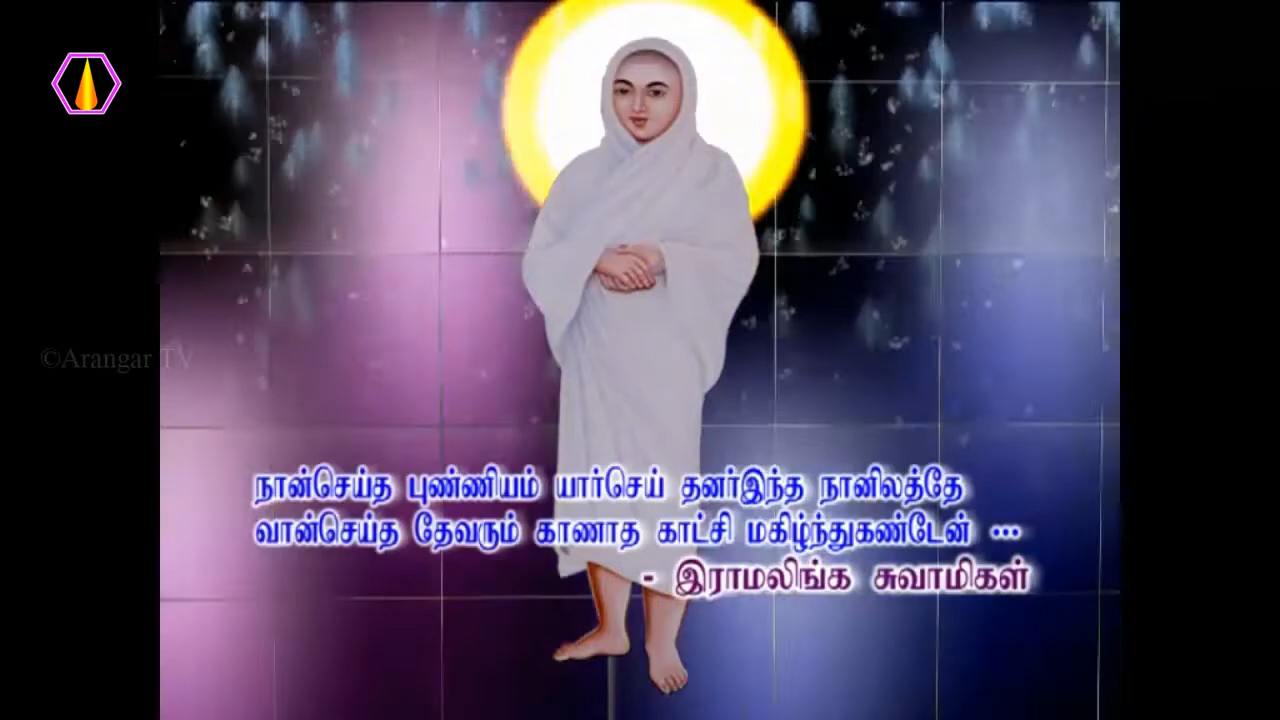 ©Arangar TV
நான்செய்த புண்ணியம் யார்செய் தனர்இந்த நானிலத்தே
வான்செய்த தேவரும் காணாத காட்சி மகிழ்ந்துகண்டேன் ...
- இராமலிங்க சுவாமிகள்